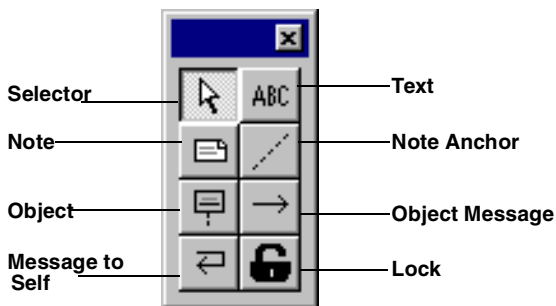 Selector
ABC
Text
Note
Note Anchor
Object
Object Message
Message to
Self
Lock